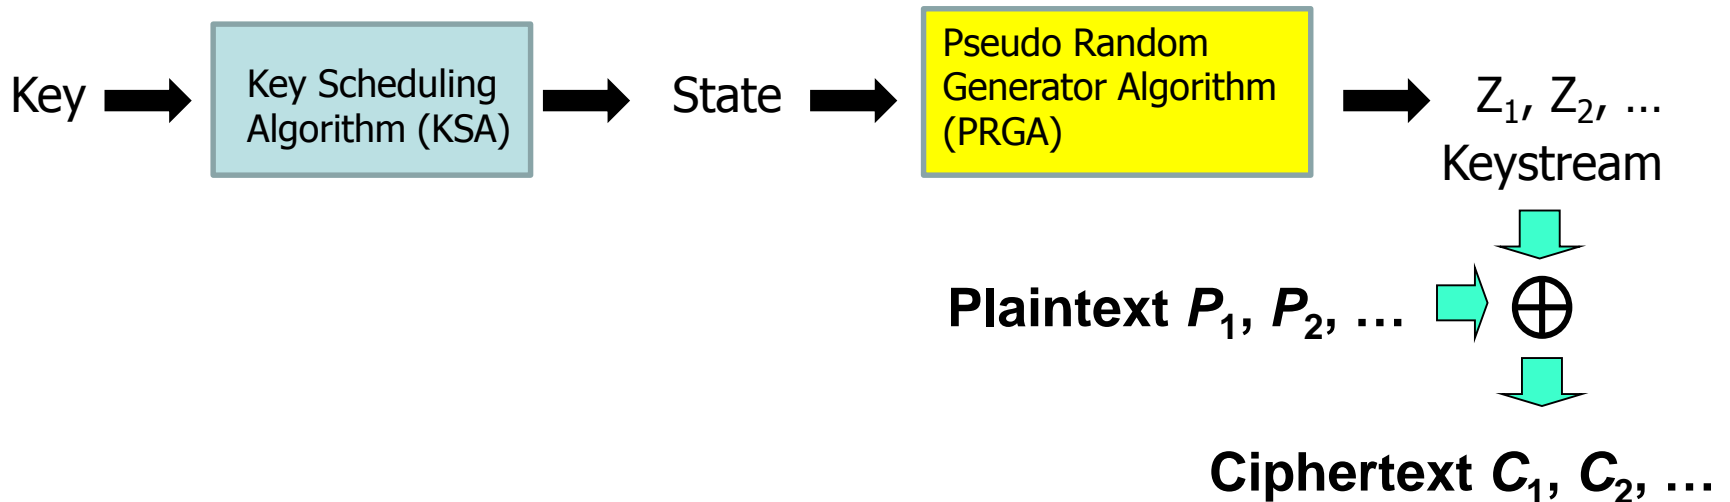 Key
Key Scheduling
Algorithm (KSA)
State
Pseudo Random
Generator Algorithm
(PRGA)
Z₁, Z₂, …
Keystream
Plaintext P₁, P₂, …
Ciphertext C₁, C₂, …